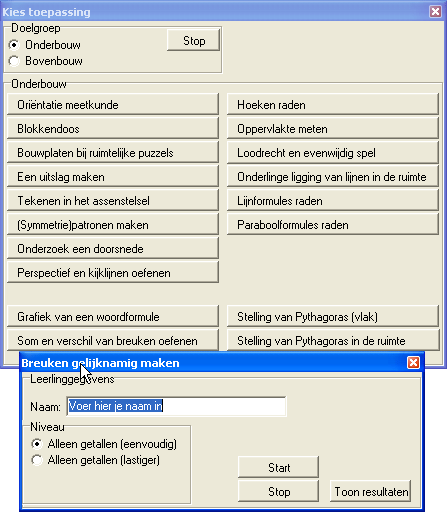 Kies toepassing
Doelgroep
Onderbouw
Stop
Bovenbouw
Onderbouw
Oriëntatie meetkunde
Hoeken raden
Blokkendoos
Oppervlakte meten
Bouwplaten bij ruimtelijke puzzels
Loodrecht en evenwijdig spel
Een uitslag maken
Onderlinge ligging van lijnen in de ruimte
Tekenen in het assenstelsel
Lijnformules raden
(Symmetrie)patronen maken
Paraboolformules raden
Onderzoek een doorsnede
Perspectief en kijklijnen oefenen
Grafiek van een woordformule
Stelling van Pythagoras (vlak)
Som en verschil van breuken oefenen
Stelling van Pythagoras in de ruimte
Breuken gelijknamig maken
Leerlinggegevens
Naam: Voer hier je naam in
Niveau
Alleen getallen (eenvoudig)
Alleen getallen (lastiger)
Start
Stop
Toon resultaten